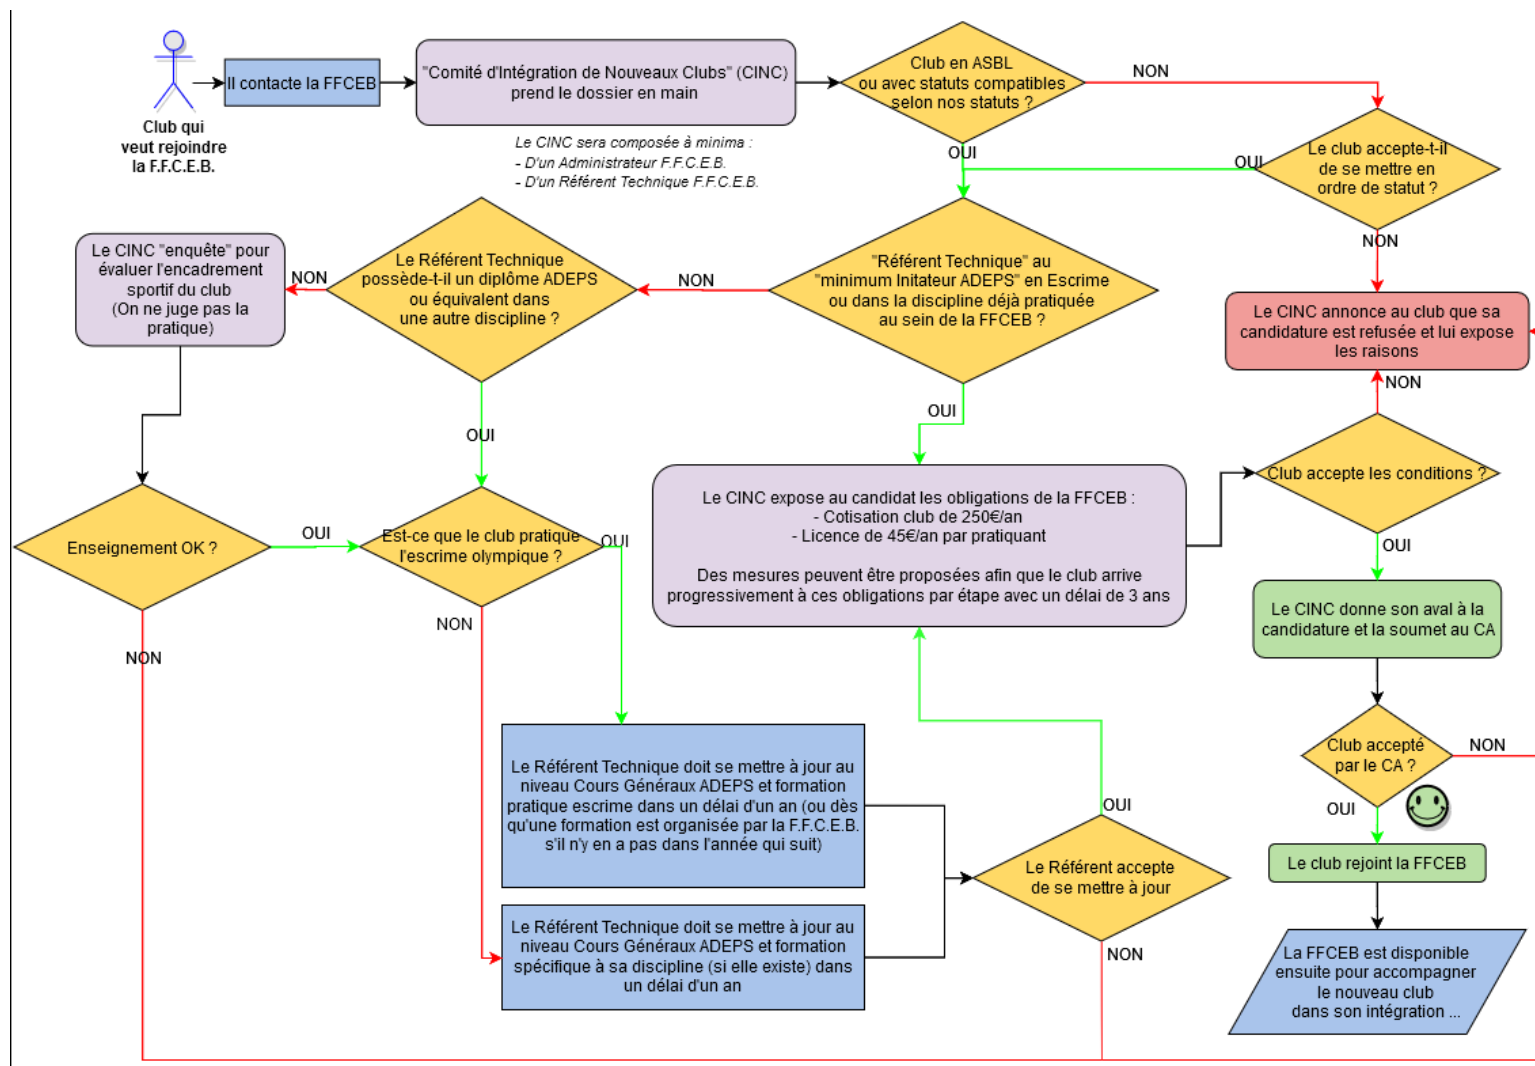 Club qui
veut rejoindre
la F.F.C.E.B.
Il contacte la FFCEB
"Comité d'Intégration de Nouveaux Clubs" (CINC)
prend le dossier en main
Le CINC sera composée à minima :
- D'un Administrateur F.F.C.E.B.
- D'un Référent Technique F.F.C.E.B.
Club en ASBL
ou avec statuts compatibles
selon nos statuts ?
NON
OUI
Le club accepte-t-il
de se mettre en
ordre de statut ?
OUI
NON
"Référent Technique" au
"minimum Initateur ADEPS" en Escrime
ou dans la discipline déjà pratiquée
au sein de la FFCEB ?
NON
OUI
Le Référent Technique
possède-t-il un diplôme ADEPS
ou équivalent dans
une autre discipline ?
NON
OUI
Le CINC "enquête" pour
évaluer l'encadrement
sportif du club
(On ne juge pas la
pratique)
Le CINC annonce au club que sa
candidature est refusée et lui expose
les raisons
NON
Club accepte les conditions ?
OUI
Le CINC expose au candidat les obligations de la FFCEB :
- Cotisation club de 250€/an
- Licence de 45€/an par pratiquant
Des mesures peuvent être proposées afin que le club arrive
progressivement à ces obligations par étape avec un délai de 3 ans
Enseignement OK ?
OUI
NON
Est-ce que le club pratique
l'escrime olympique ?
OUI
NON
Le CINC donne son aval à la
candidature et la soumet au CA
Club accepté
par le CA ?
NON
OUI
Le club rejoint la FFCEB
La FFCEB est disponible
ensuite pour accompagner
le nouveau club
dans son intégration ...
Le Référent Technique doit se mettre à jour au
niveau Cours Généraux ADEPS et formation
pratique escrime dans un délai d'un an (ou dès
qu'une formation est organisée par la F.F.C.E.B.
s'il n'y en a pas dans l'année qui suit)
Le Référent Technique doit se mettre à jour au
niveau Cours Généraux ADEPS et formation
spécifique à sa discipline (si elle existe) dans
un délai d'un an
OUI
Le Référent accepte
de se mettre à jour
NON